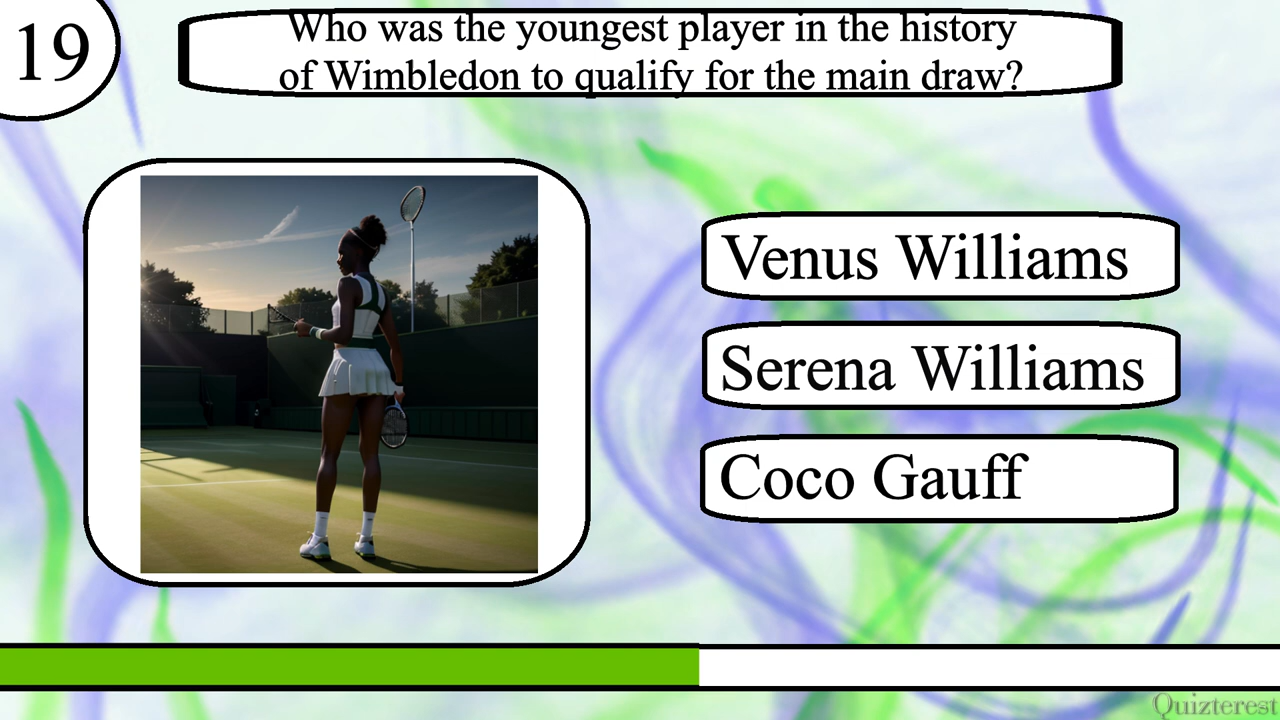 19
Who was the youngest player in the history
of Wimbledon to qualify for the main draw?
Venus Williams
Serena Williams
Coco Gauff
Quizterest